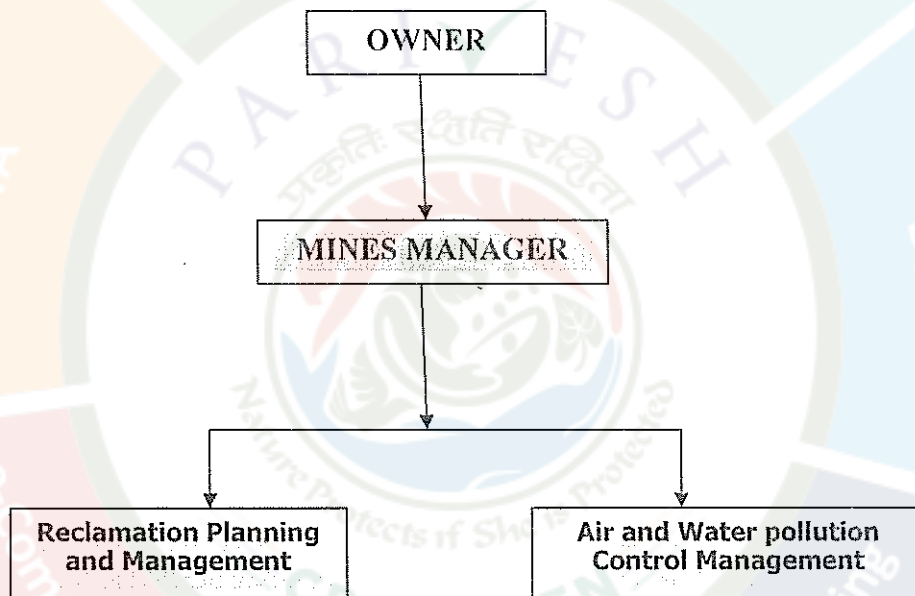 OWNER
PARIVESH
प्रकृतिः रक्षति रक्षिता
MINES MANAGER
Nature Protects if She is Protected
Reclamation Planning
and Management
Air and Water pollution
Control Management